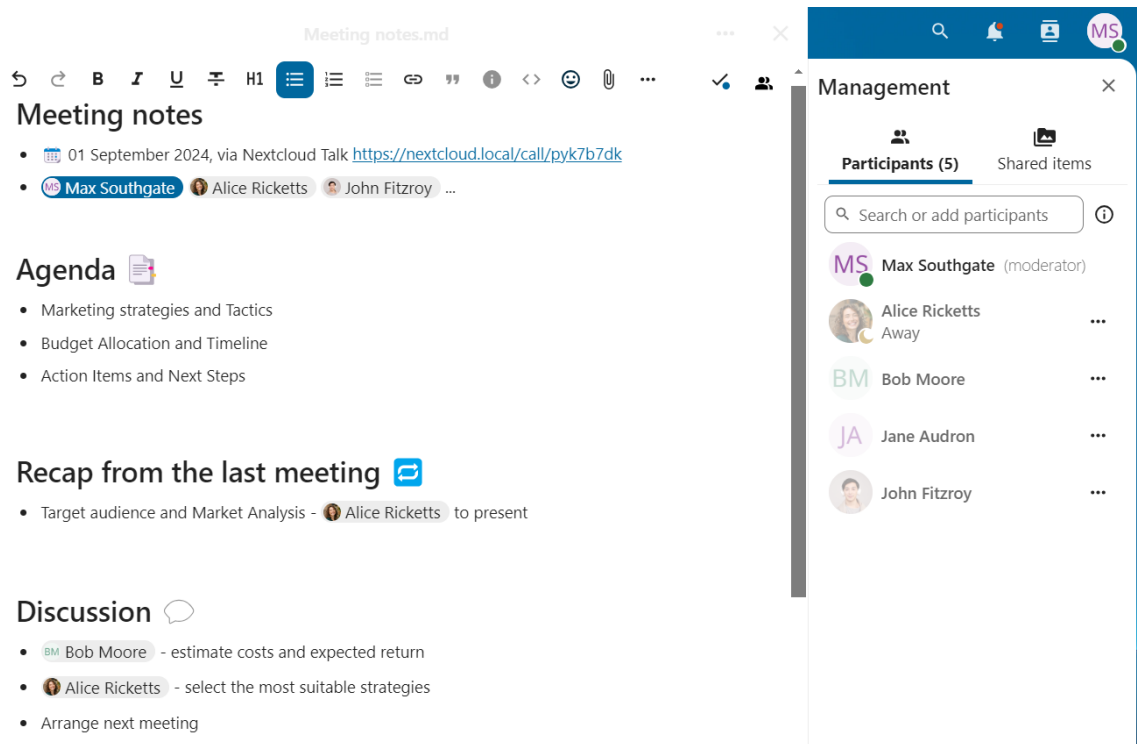 Meeting notes.md
H1
Meeting notes
01 September 2024, via Nextcloud Talk https://nextcloud.local/call/pyk7b7dk
MS Max Southgate Alice Ricketts John Fitzroy ...
Agenda
Marketing strategies and Tactics
Budget Allocation and Timeline
Action Items and Next Steps
Recap from the last meeting
Target audience and Market Analysis - Alice Ricketts to present
Discussion
BM Bob Moore - estimate costs and expected return
Alice Ricketts - select the most suitable strategies
Arrange next meeting
MS
Management
Participants (5) Shared items
Search or add participants
MS Max Southgate (moderator)
Alice Ricketts
Away
BM Bob Moore
JA Jane Audron
John Fitzroy